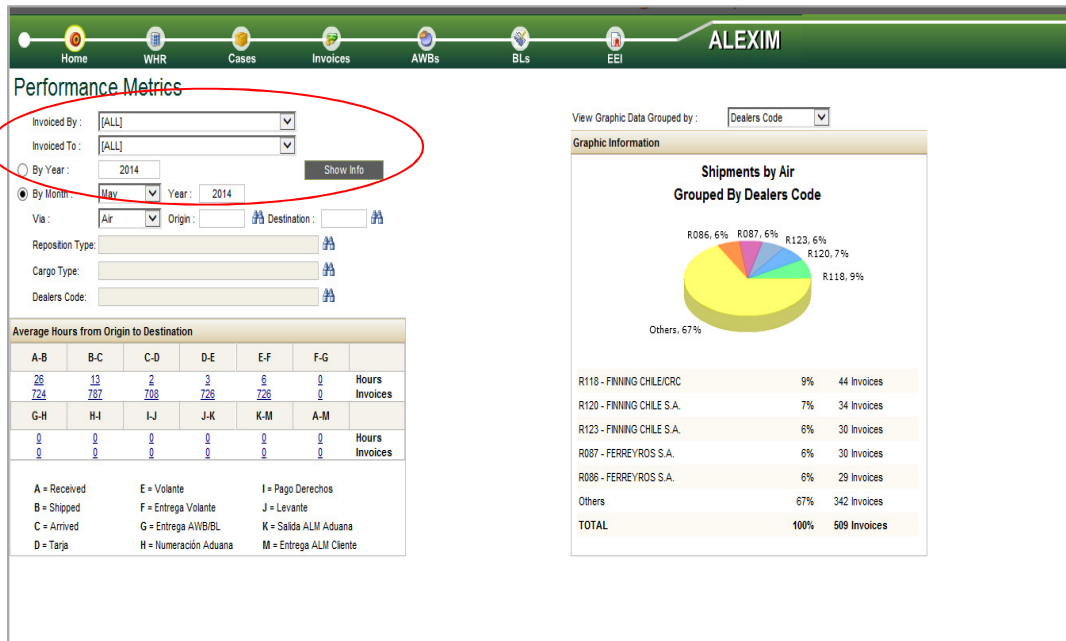 Home WHR Cases Invoices AWBs BLs EEI ALEXIM
Performance Metrics
Invoiced By : [ALL]
Invoiced To : [ALL]
By Year : 2014 Show Info
By Month : May Year : 2014
Via : Air Origin : Destination :
Reposition Type:
Cargo Type:
Dealers Code:
Average Hours from Origin to Destination
A-B B-C C-D D-E E-F F-G
26 13 2 3 6 0 Hours
724 787 708 726 726 0 Invoices
G-H H-I I-J J-K K-M A-M
0 0 0 0 0 0 Hours
0 0 0 0 0 0 Invoices
A = Received E = Volante I = Pago Derechos
B = Shipped F = Entrega Volante J = Levante
C = Arrived G = Entrega AWB/BL K = Salida ALM Aduana
D = Tarja H = Numeración Aduana M = Entrega ALM Cliente
View Graphic Data Grouped by : Dealers Code
Graphic Information
Shipments by Air
Grouped By Dealers Code
R086, 6% R087, 6% R123, 6%
R120, 7%
R118, 9%
Others, 67%
R118 - FINNING CHILE/CRC 9% 44 Invoices
R120 - FINNING CHILE S.A. 7% 34 Invoices
R123 - FINNING CHILE S.A. 6% 30 Invoices
R087 - FERREYROS S.A. 6% 30 Invoices
R086 - FERREYROS S.A. 6% 29 Invoices
Others 67% 342 Invoices
TOTAL 100% 509 Invoices